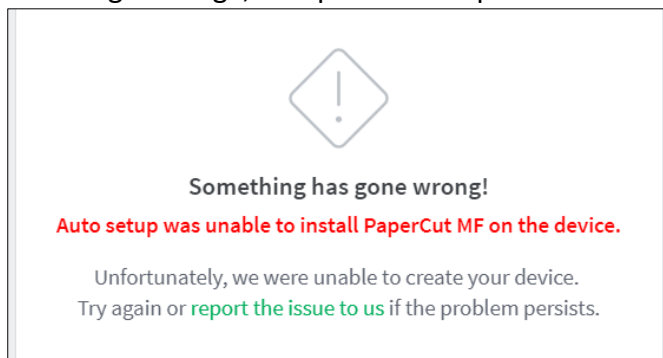 Something has gone wrong!
Auto setup was unable to install PaperCut MF on the device.
Unfortunately, we were unable to create your device.
Try again or report the issue to us if the problem persists.